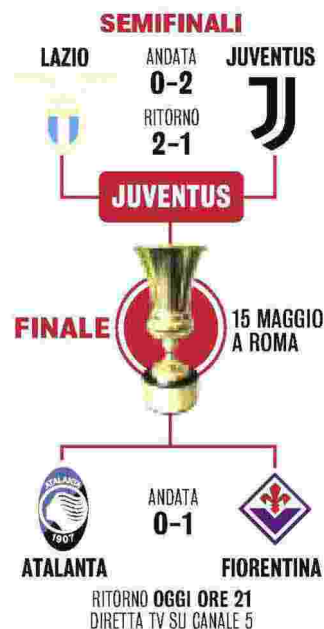 SEMIFINALI
LAZIO
ANDATA
0-2
RITORNO
2-1
JUVENTUS
JUVENTUS
FINALE
15 MAGGIO
A ROMA
ATALANTA
1907
ATALANTA
ANDATA
0-1
FIORENTINA
RITORNO OGGI ORE 21
DIRETTA TV SU CANALE 5